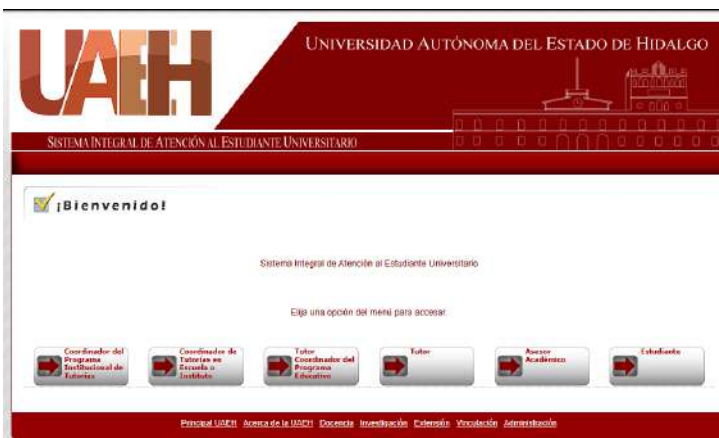 UAEH
UNIVERSIDAD AUTÓNOMA DEL ESTADO DE HIDALGO
SISTEMA INTEGRAL DE ATENCIÓN AL ESTUDIANTE UNIVERSITARIO
¡Bienvenido!
Sistema Integral de Atención al Estudiante Universitario
Elija una opción del menú para accesar.
Coordinador del
Programa
Institucional de
Tutorías
Coordinador de
Tutorías en
Escuela o
Instituto
Tutor
Coordinador del
Programa
Educativo
Tutor
Asesor
Académico
Estudiante
Principal UAEH Acerca de la UAEH Docencia Investigación Extensión Vinculación Administración